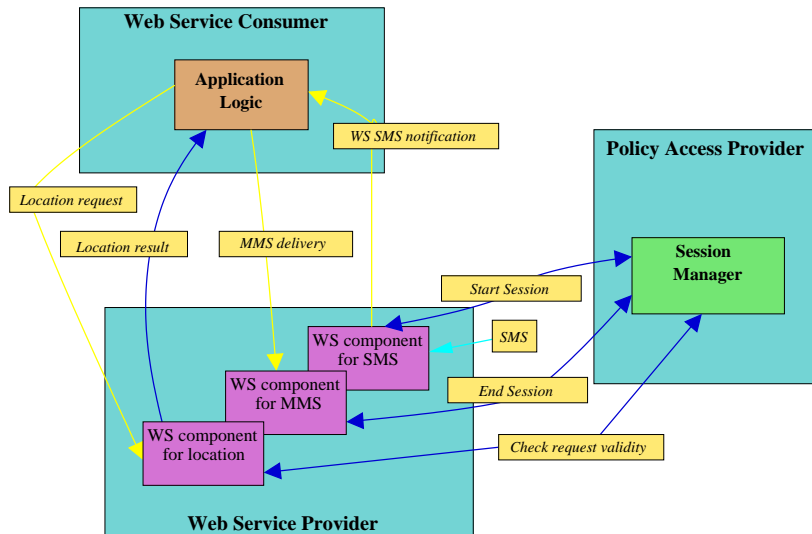 Web Service Consumer
Application
Logic
WS SMS notification
Policy Access Provider
Location request
Location result
MMS delivery
Session
Manager
Start Session
SMS
WS component
for SMS
WS component
for MMS
End Session
WS component
for location
Check request validity
Web Service Provider